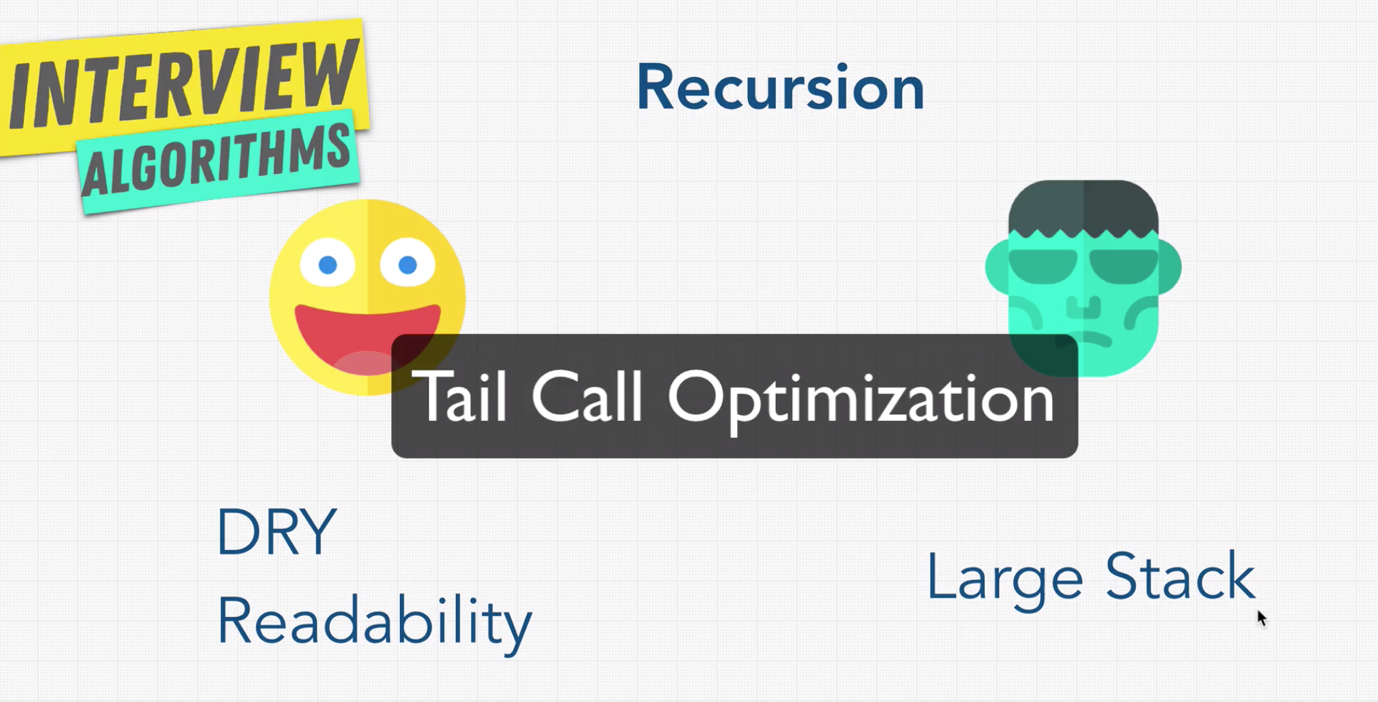 INTERVIEW
ALGORITHMS
Recursion
Tail Call Optimization
DRY
Readability
Large Stack